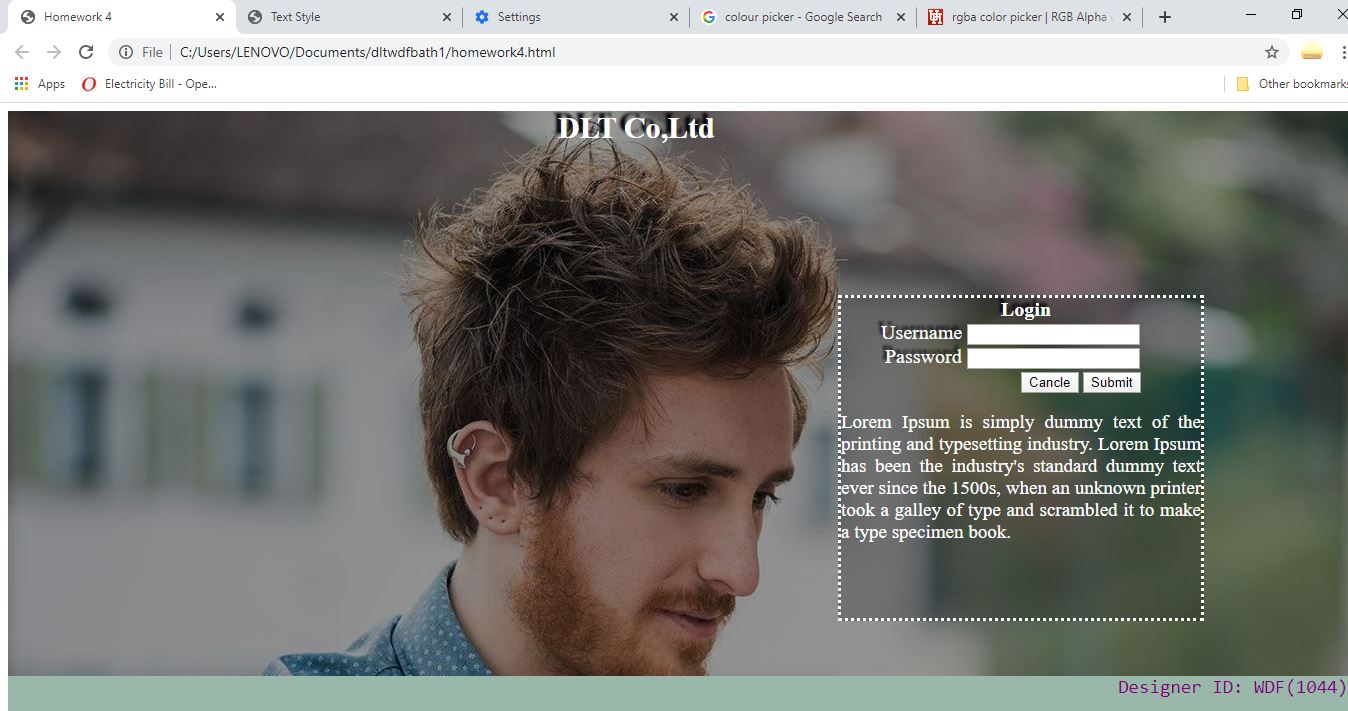 Homework 4
Text Style
Settings
colour picker - Google Search
rgba color picker | RGB Alpha
File | C:/Users/LENOVO/Documents/dltwdfbath1/homework4.html
Apps
Electricity Bill - Ope...
Other bookmarks
DLT Co,Ltd
Login
Username
Password
Cancle Submit
Lorem Ipsum is simply dummy text of the
printing and typesetting industry. Lorem Ipsum
has been the industry's standard dummy text
ever since the 1500s, when an unknown printer
took a galley of type and scrambled it to make
a type specimen book.
Designer ID: WDF(1044)